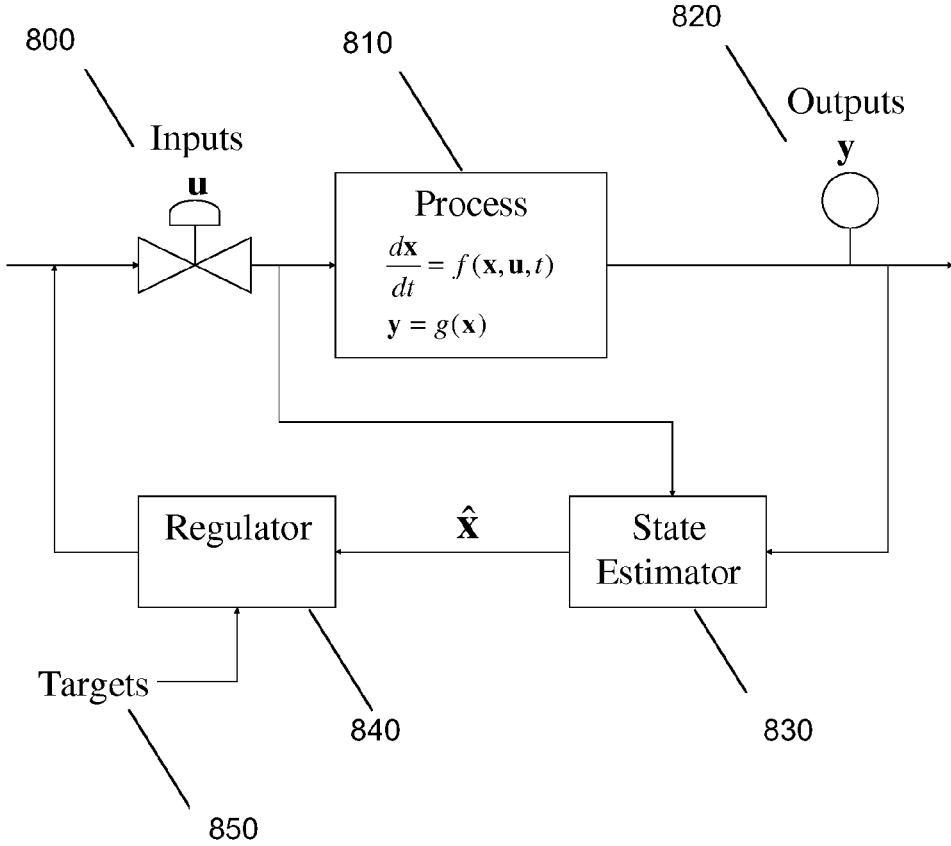 800
810
820
Inputs
u
Outputs
y
Process
dx/dt = f(x, u, t)
y = g(x)
Regulator
x̂
State
Estimator
Targets
840
830
850